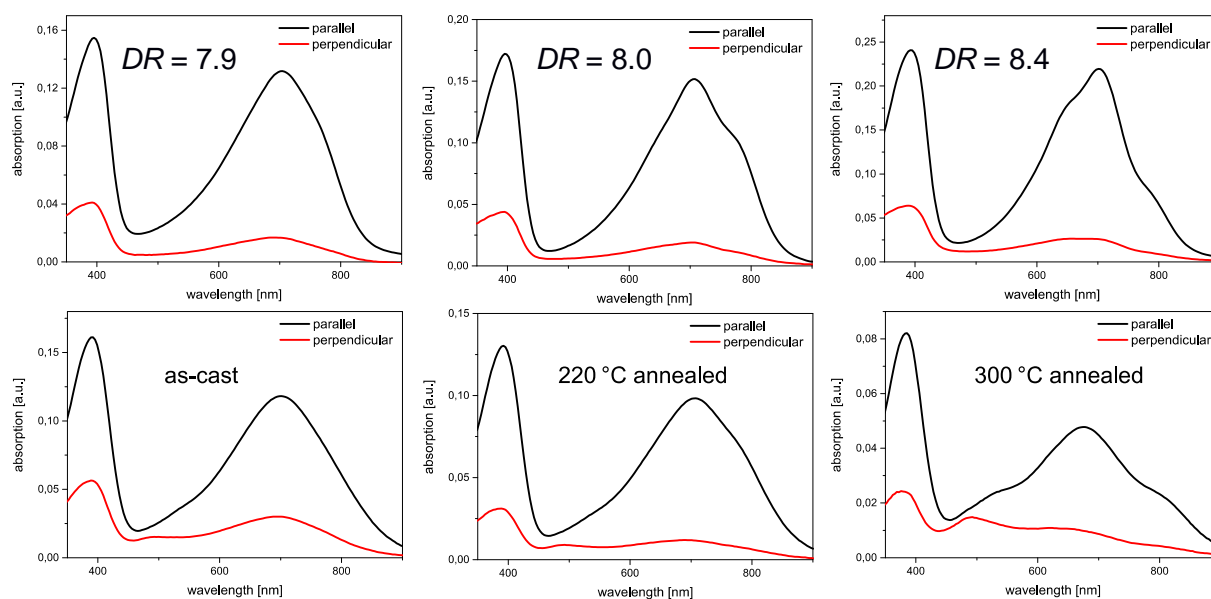 DR = 7.9
parallel
perpendicular
absorption [a.u.]
0,16
0,12
0,08
0,04
0,00
400
600
800
wavelength [nm]
DR = 8.0
parallel
perpendicular
absorption [a.u.]
0,20
0,15
0,10
0,05
0,00
400
600
800
wavelength [nm]
DR = 8.4
parallel
perpendicular
absorption [a.u.]
0,25
0,20
0,15
0,10
0,05
0,00
400
600
800
wavelength [nm]
as-cast
parallel
perpendicular
absorption [a.u.]
0,15
0,10
0,05
0,00
400
600
800
wavelength [nm]
220 °C annealed
parallel
perpendicular
absorption [a.u.]
0,15
0,10
0,05
0,00
400
600
800
wavelength [nm]
300 °C annealed
parallel
perpendicular
absorption [a.u.]
0,08
0,06
0,04
0,02
0,00
400
600
800
wavelength [nm]